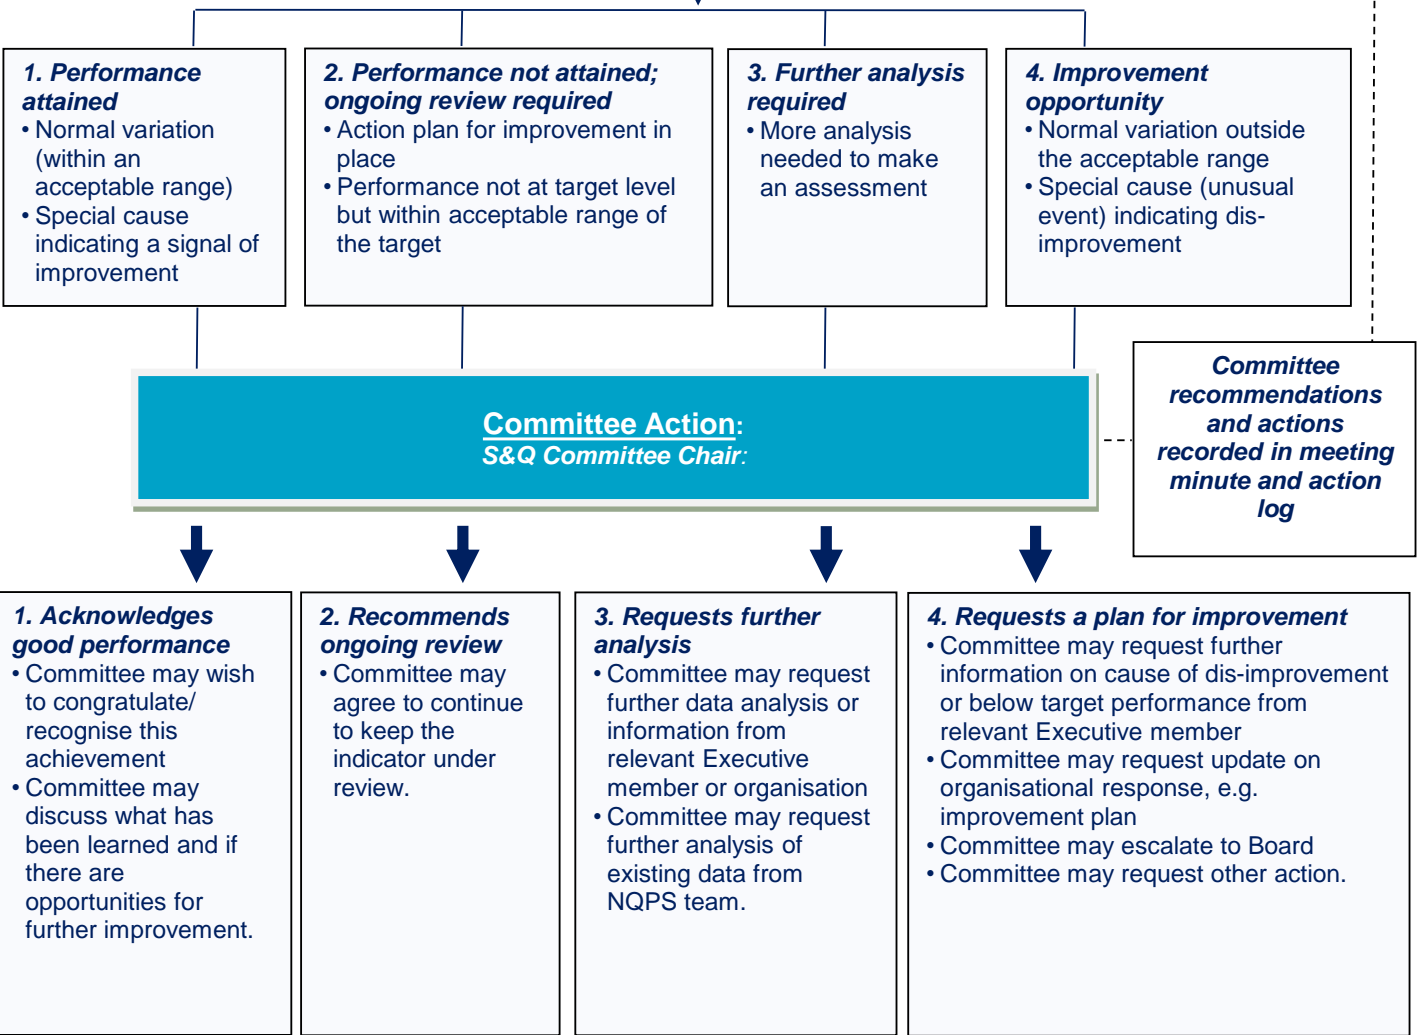 1. Performance
attained
• Normal variation
(within an
acceptable range)
• Special cause
indicating a signal of
improvement
2. Performance not attained;
ongoing review required
• Action plan for improvement in
place
• Performance not at target level
but within acceptable range of
the target
3. Further analysis
required
• More analysis
needed to make
an assessment
4. Improvement
opportunity
• Normal variation outside
the acceptable range
• Special cause (unusual
event) indicating dis-
improvement
Committee Action:
S&Q Committee Chair:
Committee
recommendations
and actions
recorded in meeting
minute and action
log
1. Acknowledges
good performance
• Committee may wish
to congratulate/
recognise this
achievement
• Committee may
discuss what has
been learned and if
there are
opportunities for
further improvement.
2. Recommends
ongoing review
• Committee may
agree to continue
to keep the
indicator under
review.
3. Requests further
analysis
• Committee may request
further data analysis or
information from
relevant Executive
member or organisation
• Committee may request
further analysis of
existing data from
NQPS team.
4. Requests a plan for improvement
• Committee may request further
information on cause of dis-improvement
or below target performance from
relevant Executive member
• Committee may request update on
organisational response, e.g.
improvement plan
• Committee may escalate to Board
• Committee may request other action.